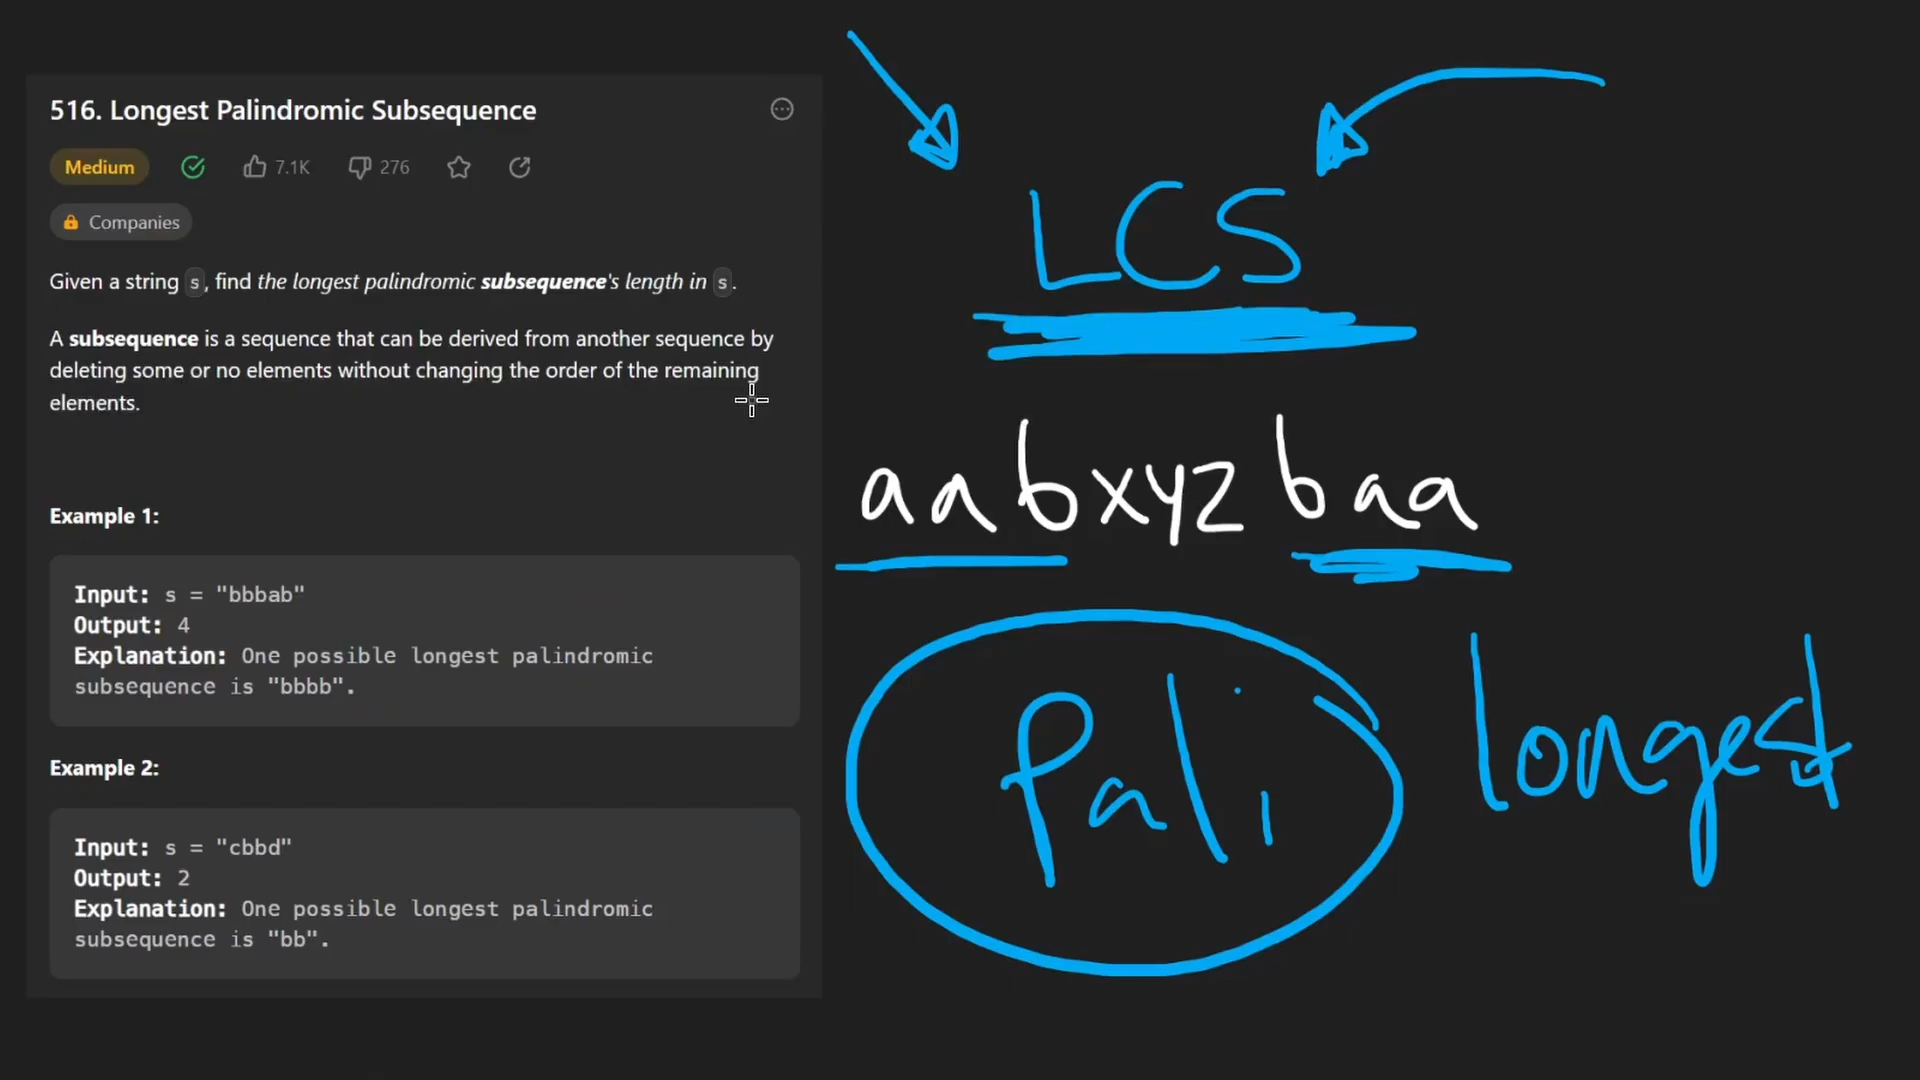 516. Longest Palindromic Subsequence
Medium 7.1K 276
Companies
Given a string s, find the longest palindromic subsequence's length in s.
A subsequence is a sequence that can be derived from another sequence by
deleting some or no elements without changing the order of the remaining
elements.
Example 1:
Input: s = "bbbab"
Output: 4
Explanation: One possible longest palindromic
subsequence is "bbbb".
Example 2:
Input: s = "cbbd"
Output: 2
Explanation: One possible longest palindromic
subsequence is "bb".
LCS
aabxyzbaa
Pali
longest